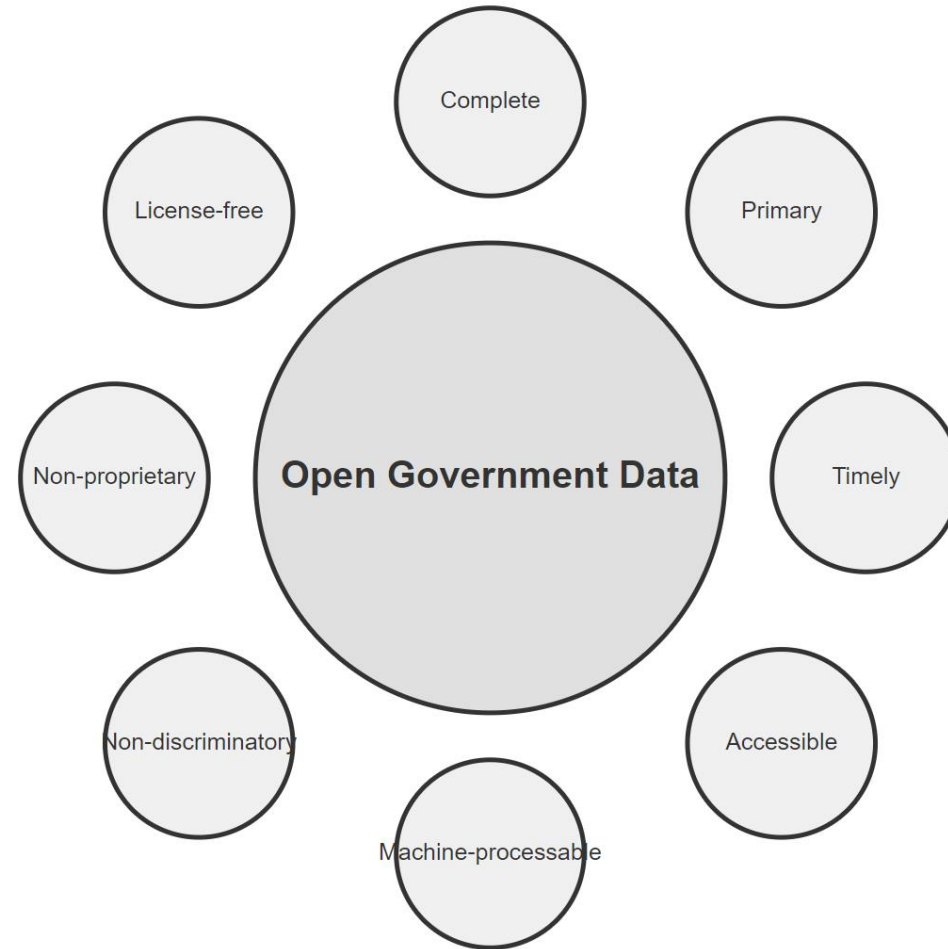 Complete
License-free
Primary
Non-proprietary
Open Government Data
Timely
Non-discriminatory
Accessible
Machine-processable